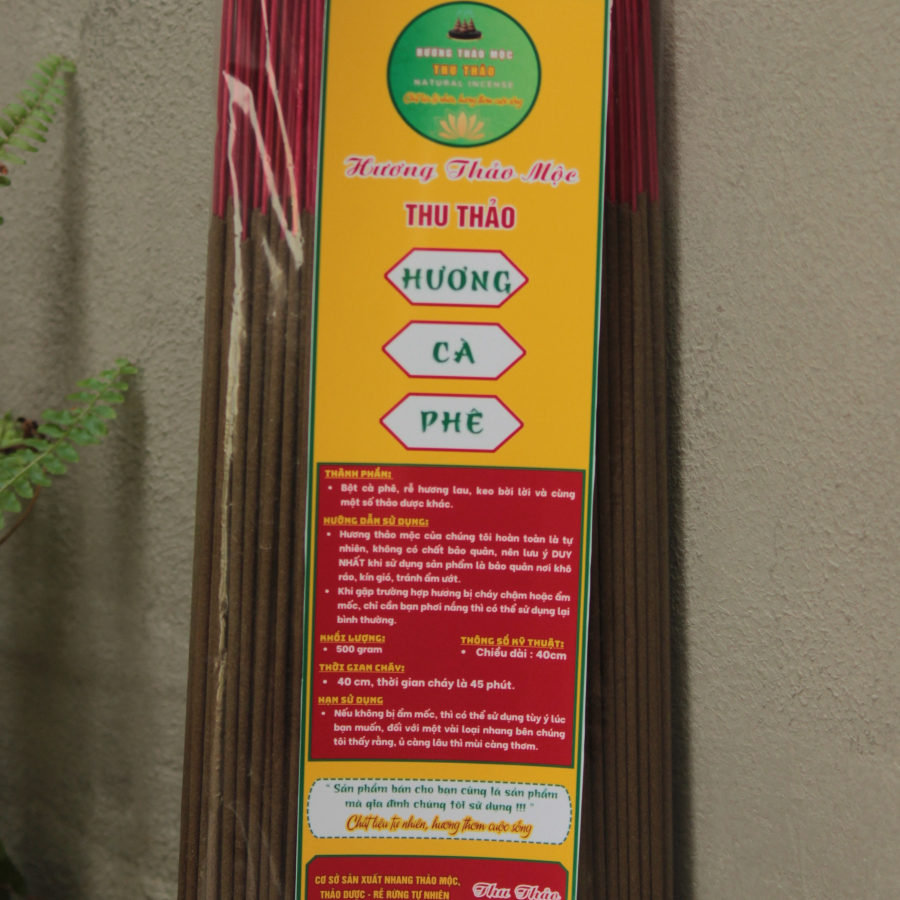 HƯƠNG THẢO MỘC
THU THẢO
NATURAL INCENSE
Chất liệu tự nhiên, hương thơm cuộc sống
Hương Thảo Mộc
THU THẢO
HƯƠNG
CÀ
PHÊ
THÀNH PHẦN:
• Bột cà phê, rễ hương lau, keo bời lời và cùng
một số thảo dược khác.
HƯỚNG DẪN SỬ DỤNG:
• Hương thảo mộc của chúng tôi hoàn toàn là tự
nhiên, không có chất bảo quản, nên lưu ý DUY
NHẤT khi sử dụng sản phẩm là bảo quản nơi khô
ráo, kín gió, tránh ẩm ướt.
• Khi gặp trường hợp hương bị cháy chậm hoặc ẩm
mốc, chỉ cần bạn phơi nắng thì có thể sử dụng lại
bình thường.
KHỐI LƯỢNG:
• 500 gram
THÔNG SỐ KỸ THUẬT:
• Chiều dài : 40cm
THỜI GIAN CHÁY:
• 40 cm, thời gian cháy là 45 phút.
HẠN SỬ DỤNG
• Nếu không bị ẩm mốc, thì có thể sử dụng tùy ý lúc
bạn muốn, đối với một vài loại nhang bên chúng
tôi thấy rằng, ủ càng lâu thì mùi càng thơm.
" Sản phẩm bán cho bạn cũng là sản phẩm
mà gia đình chúng tôi sử dụng !!! "
Chất liệu tự nhiên, hương thơm cuộc sống
CƠ SỞ SẢN XUẤT NHANG THẢO MỘC,
THẢO DƯỢC - RỄ RỪNG TỰ NHIÊN
Thu Thảo